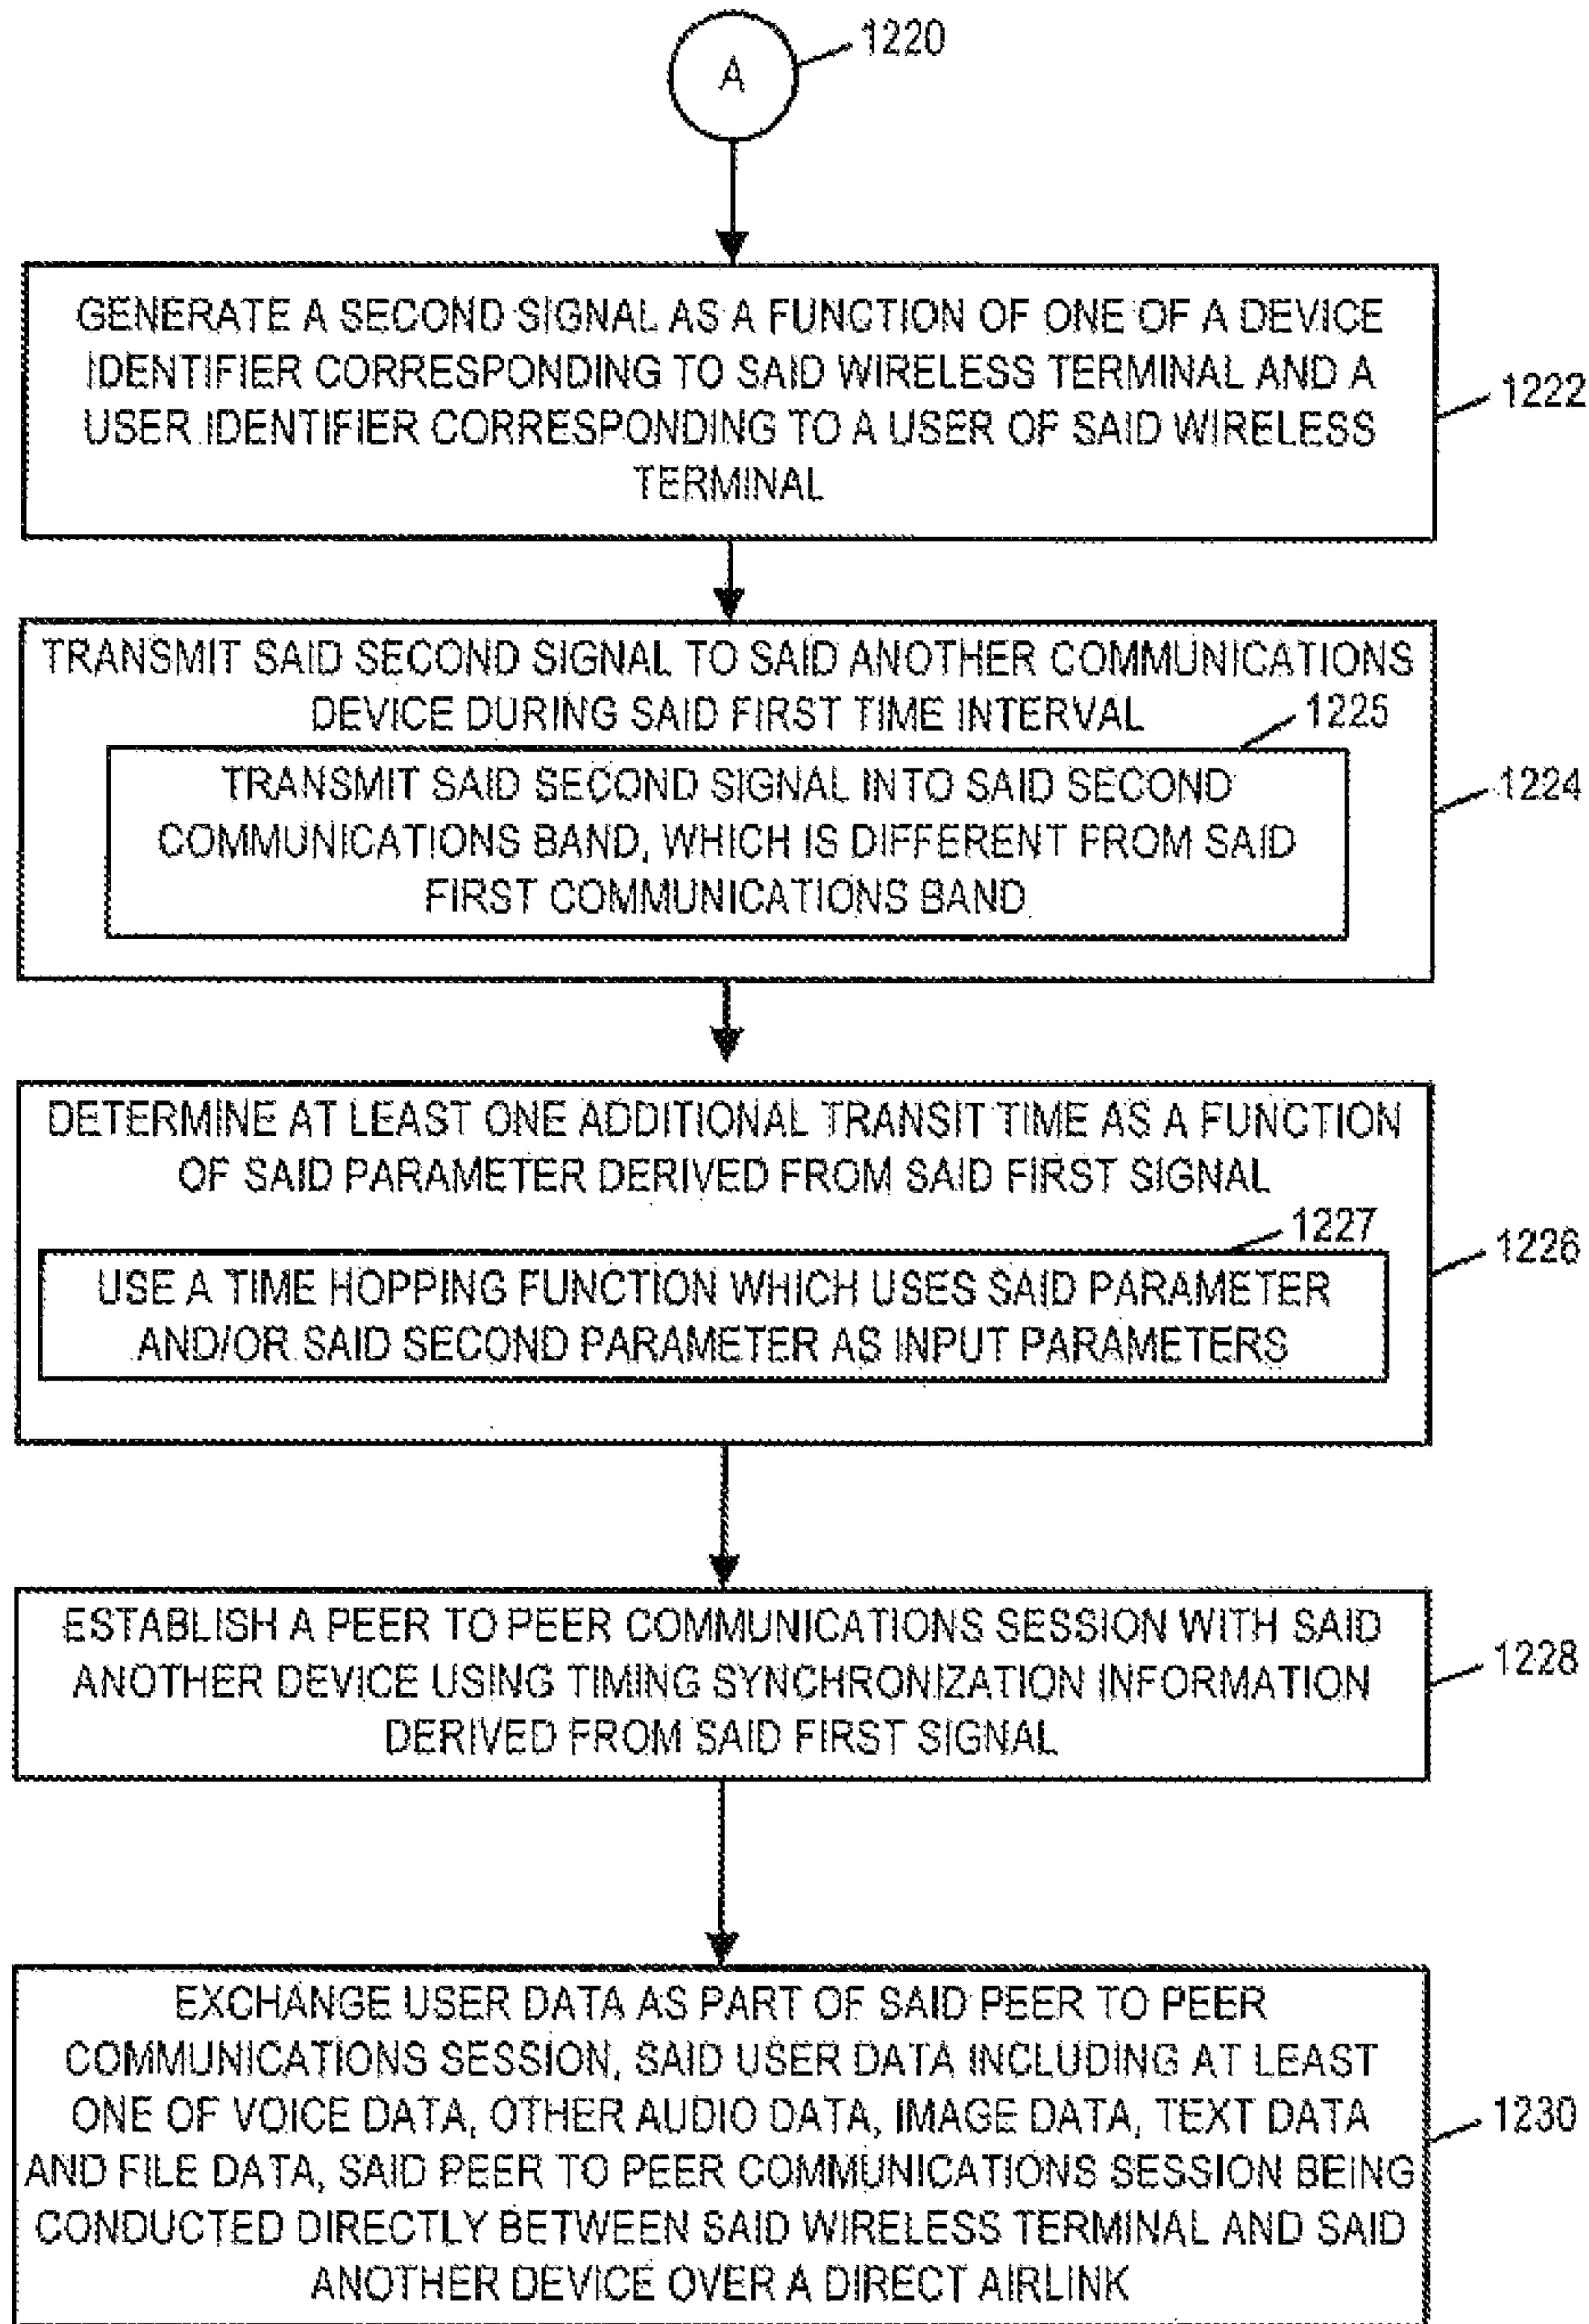 A
1220
GENERATE A SECOND SIGNAL AS A FUNCTION OF ONE OF A DEVICE
IDENTIFIER CORRESPONDING TO SAID WIRELESS TERMINAL AND A
USER IDENTIFIER CORRESPONDING TO A USER OF SAID WIRELESS
TERMINAL
1222
TRANSMIT SAID SECOND SIGNAL TO SAID ANOTHER COMMUNICATIONS
DEVICE DURING SAID FIRST TIME INTERVAL
1225
TRANSMIT SAID SECOND SIGNAL INTO SAID SECOND
COMMUNICATIONS BAND, WHICH IS DIFFERENT FROM SAID
FIRST COMMUNICATIONS BAND
1224
DETERMINE AT LEAST ONE ADDITIONAL TRANSIT TIME AS A FUNCTION
OF SAID PARAMETER DERIVED FROM SAID FIRST SIGNAL
1227
USE A TIME HOPPING FUNCTION WHICH USES SAID PARAMETER
AND/OR SAID SECOND PARAMETER AS INPUT PARAMETERS
1226
ESTABLISH A PEER TO PEER COMMUNICATIONS SESSION WITH SAID
ANOTHER DEVICE USING TIMING SYNCHRONIZATION INFORMATION
DERIVED FROM SAID FIRST SIGNAL
1228
EXCHANGE USER DATA AS PART OF SAID PEER TO PEER
COMMUNICATIONS SESSION, SAID USER DATA INCLUDING AT LEAST
ONE OF VOICE DATA, OTHER AUDIO DATA, IMAGE DATA, TEXT DATA
AND FILE DATA, SAID PEER TO PEER COMMUNICATIONS SESSION BEING
CONDUCTED DIRECTLY BETWEEN SAID WIRELESS TERMINAL AND SAID
ANOTHER DEVICE OVER A DIRECT AIRLINK
1230